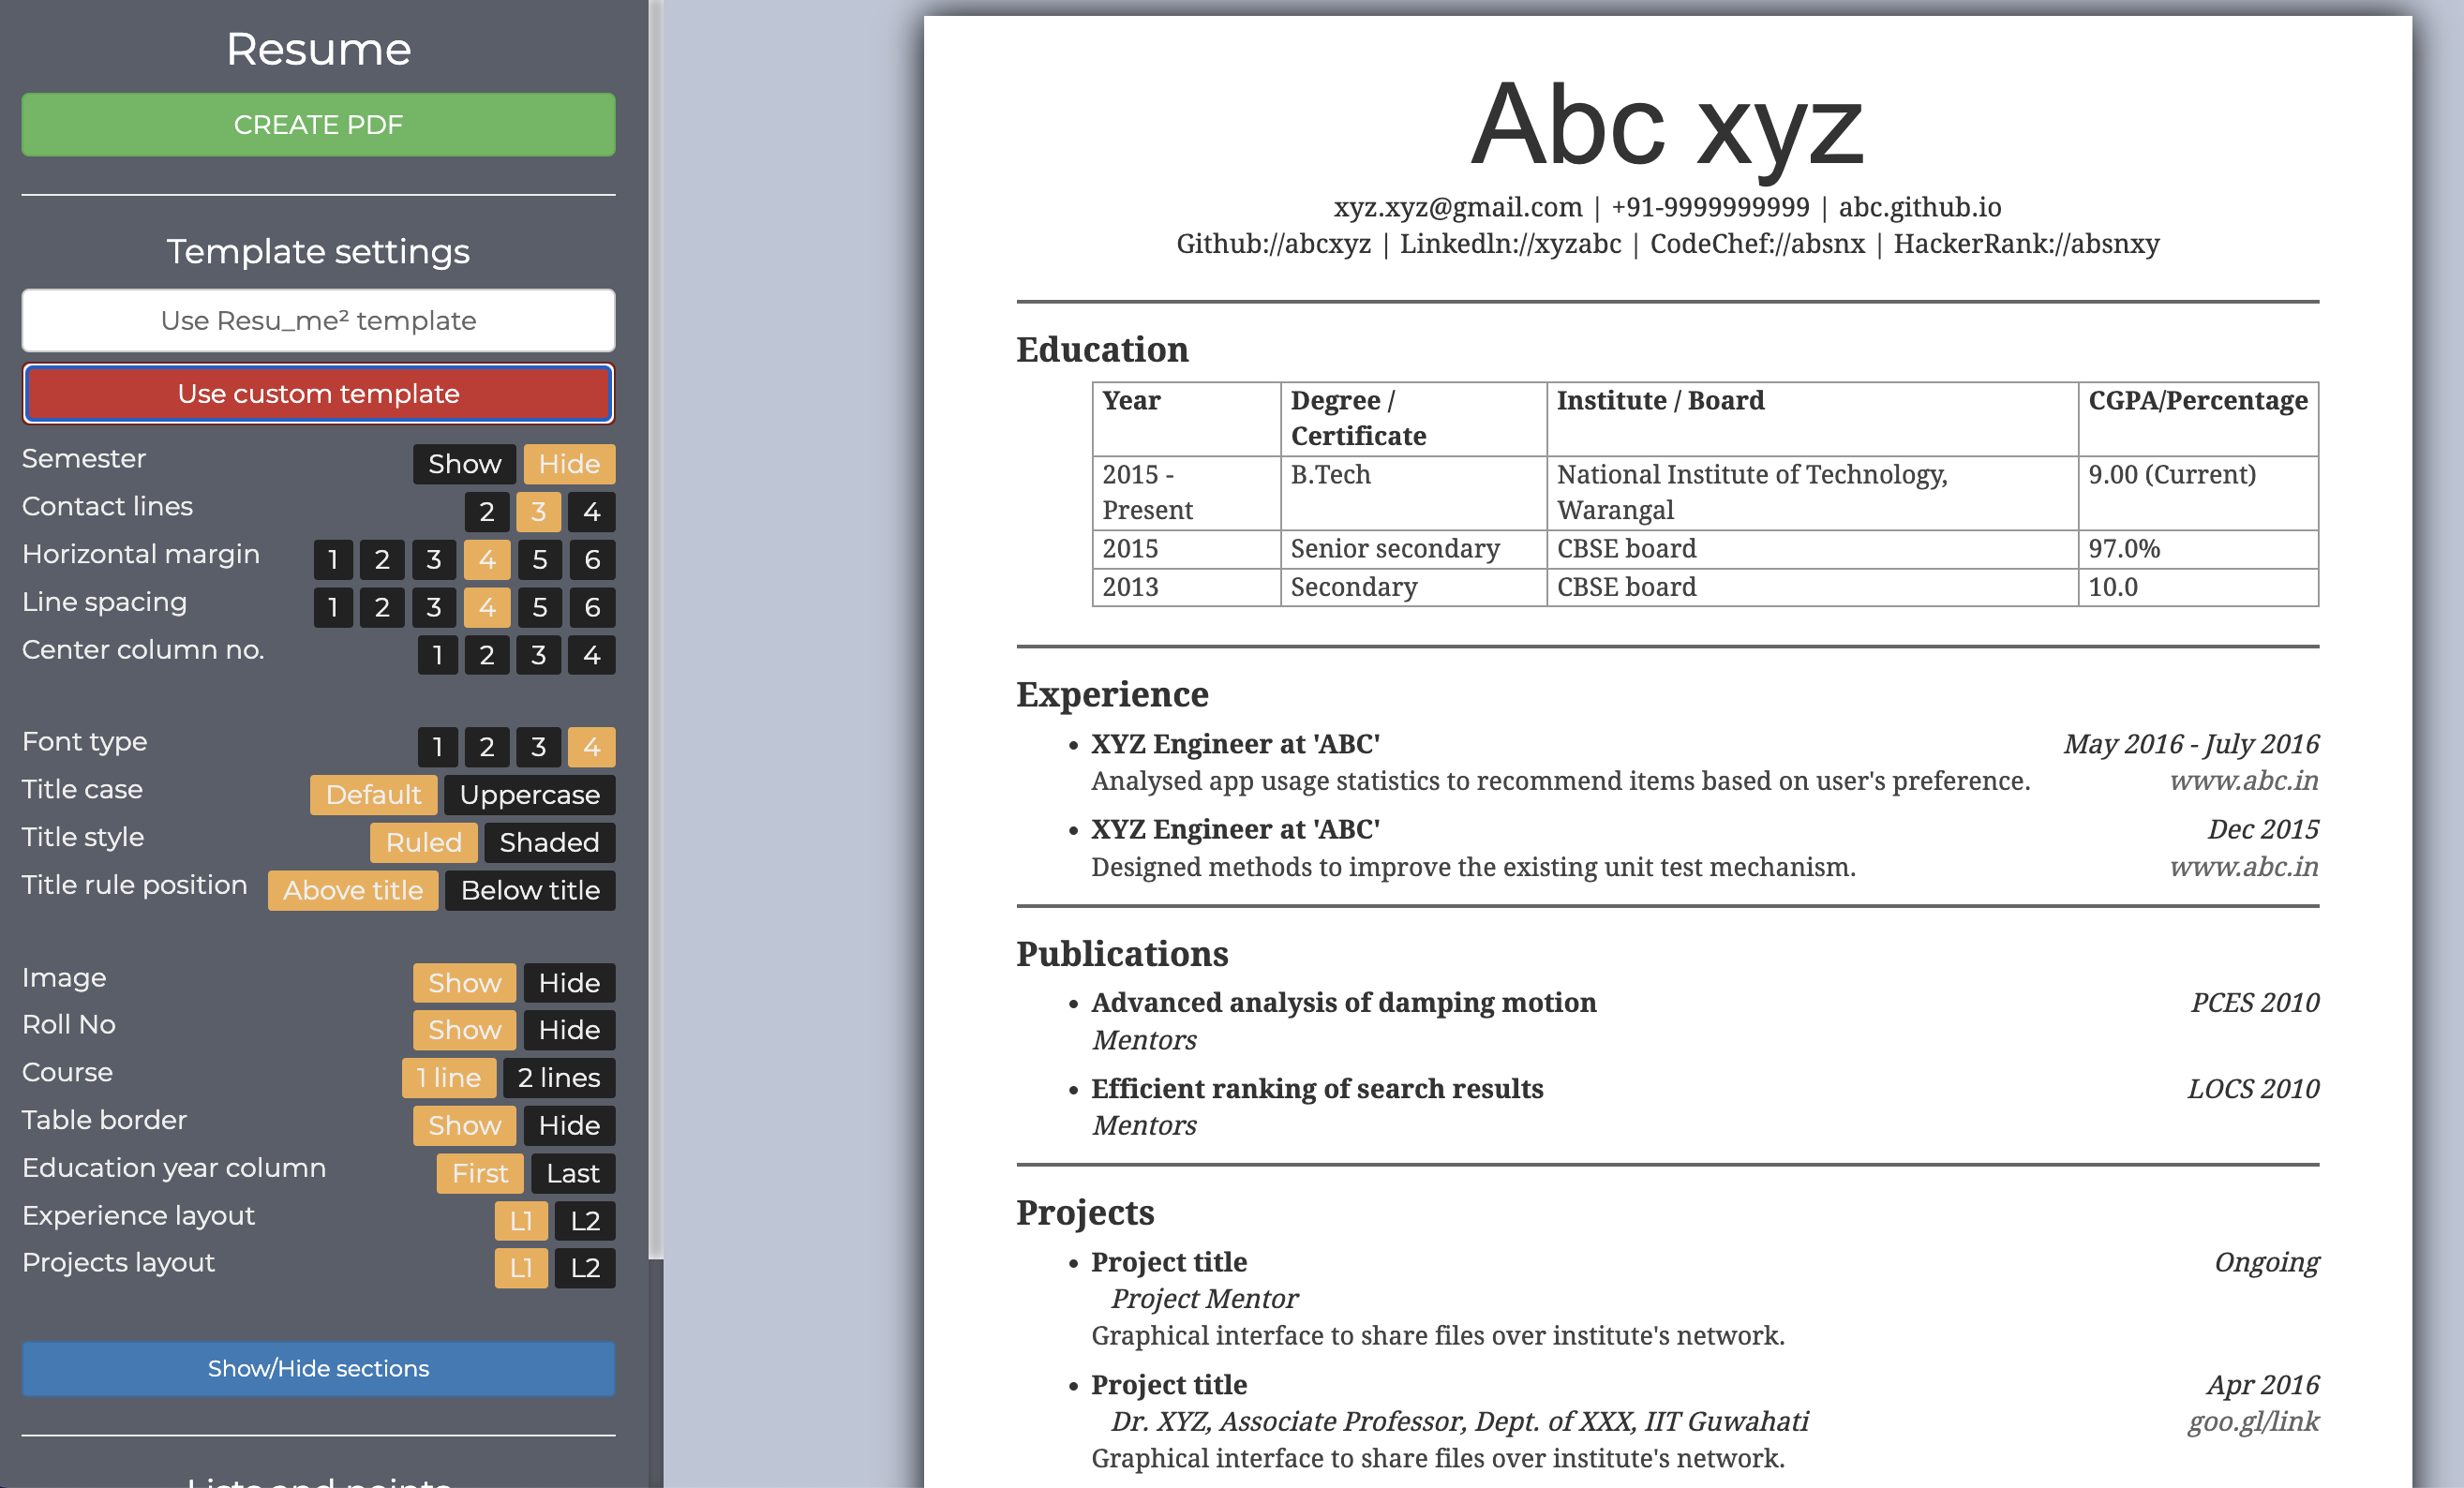 Resume
CREATE PDF
Template settings
Use Resu_me² template
Use custom template
Semester Show Hide
Contact lines 2 3 4
Horizontal margin 1 2 3 4 5 6
Line spacing 1 2 3 4 5 6
Center column no. 1 2 3 4
Font type 1 2 3 4
Title case Default Uppercase
Title style Ruled Shaded
Title rule position Above title Below title
Image Show Hide
Roll No Show Hide
Course 1 line 2 lines
Table border Show Hide
Education year column First Last
Experience layout L1 L2
Projects layout L1 L2
Show/Hide sections
Lists and points
Abc xyz
xyz.xyz@gmail.com | +91-9999999999 | abc.github.io
Github://abcxyz | Linkedln://xyzabc | CodeChef://absnx | HackerRank://absnxy
Education
Year Degree / Institute / Board CGPA/Percentage
Certificate
2015 - B.Tech National Institute of Technology, 9.00 (Current)
Present Warangal
2015 Senior secondary CBSE board 97.0%
2013 Secondary CBSE board 10.0
Experience
• XYZ Engineer at 'ABC' May 2016 - July 2016
Analysed app usage statistics to recommend items based on user's preference. www.abc.in
• XYZ Engineer at 'ABC' Dec 2015
Designed methods to improve the existing unit test mechanism. www.abc.in
Publications
• Advanced analysis of damping motion PCES 2010
Mentors
• Efficient ranking of search results LOCS 2010
Mentors
Projects
• Project title Ongoing
Project Mentor
Graphical interface to share files over institute's network.
• Project title Apr 2016
Dr. XYZ, Associate Professor, Dept. of XXX, IIT Guwahati goo.gl/link
Graphical interface to share files over institute's network.